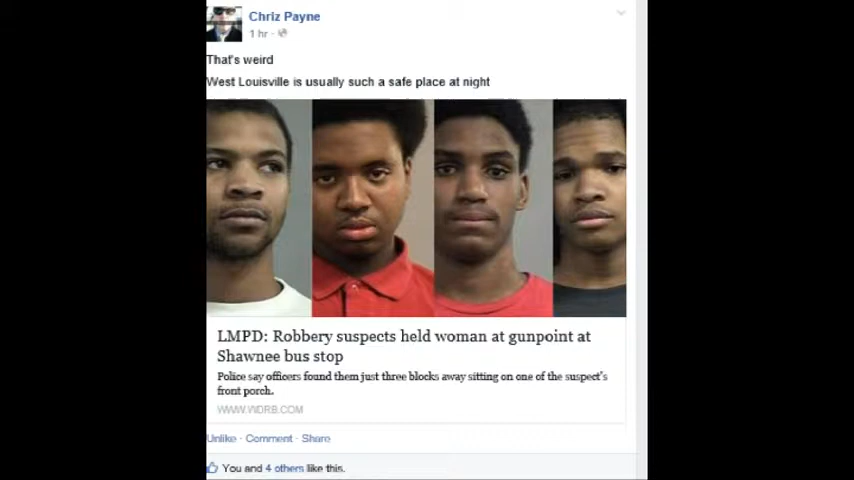 Chriz Payne
1 hr ·
That's weird
West Louisville is usually such a safe place at night
LMPD: Robbery suspects held woman at gunpoint at
Shawnee bus stop
Police say officers found them just three blocks away sitting on one of the suspect's
front porch.
WWW.WDRB.COM
Unlike · Comment · Share
You and 4 others like this.